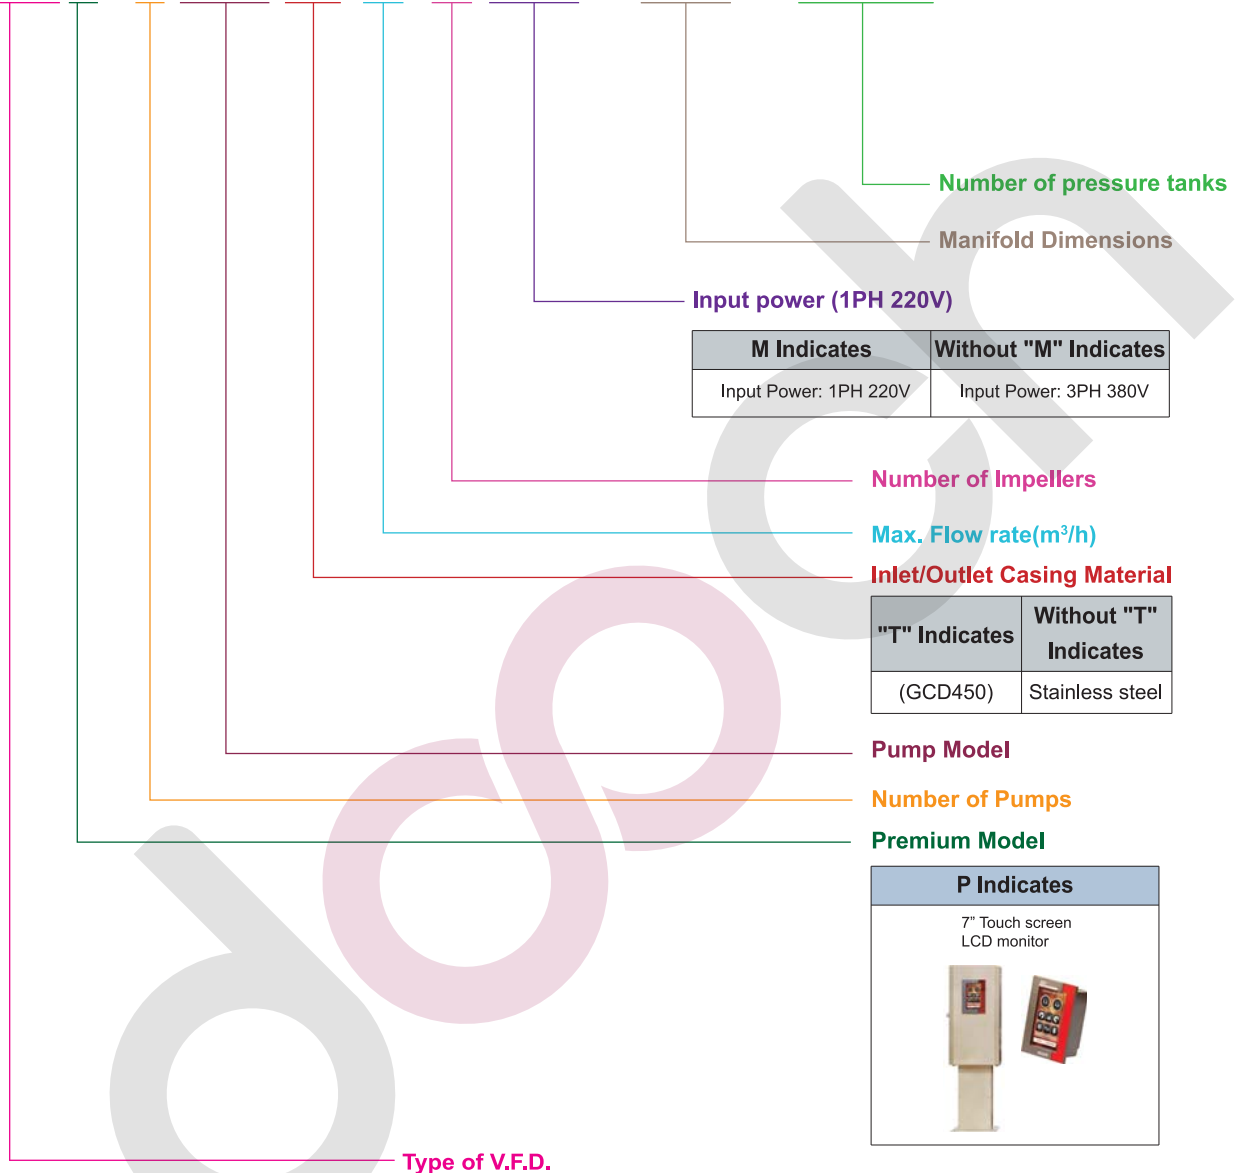 Number of pressure tanks
Manifold Dimensions
Input power (1PH 220V)
M Indicates
Without "M" Indicates
Input Power: 1PH 220V
Input Power: 3PH 380V
Number of Impellers
Max. Flow rate(m³/h)
Inlet/Outlet Casing Material
"T" Indicates
Without "T"
Indicates
(GCD450)
Stainless steel
Pump Model
Number of Pumps
Premium Model
P Indicates
7” Touch screen
LCD monitor
Type of V.F.D.
dooch